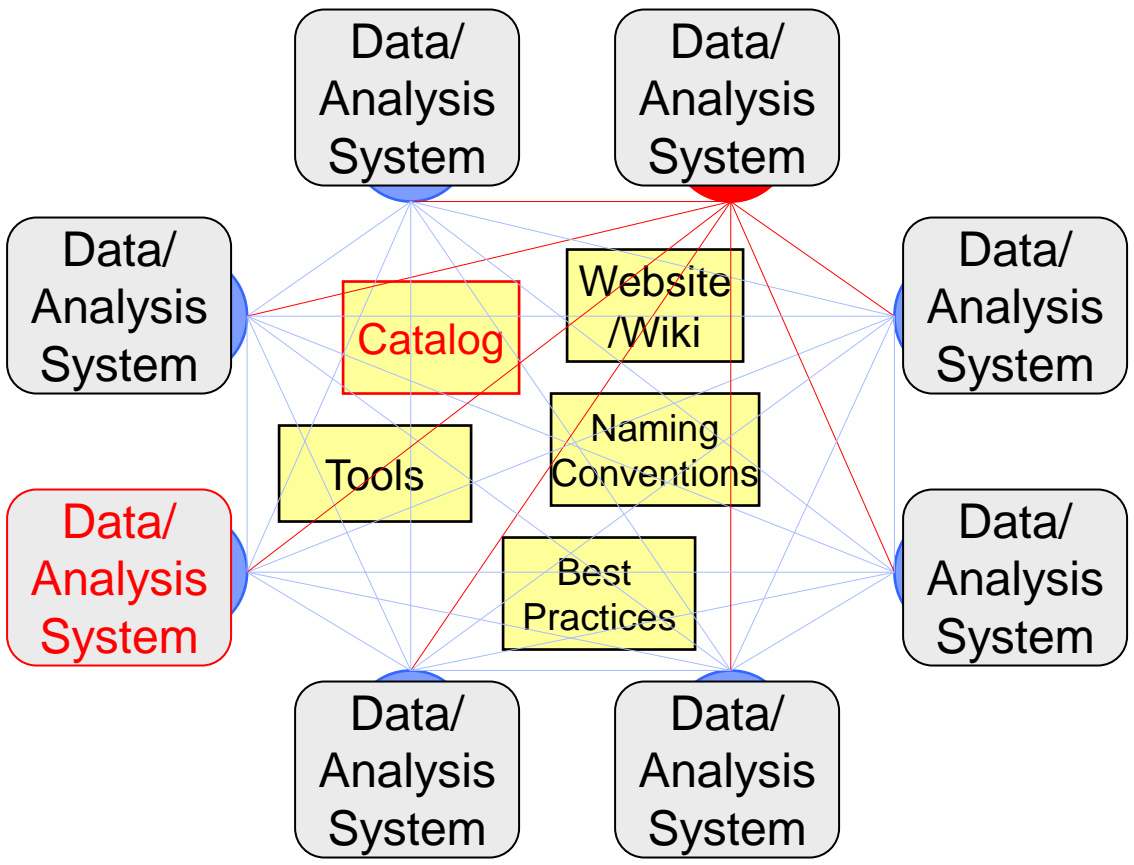 Data/
Analysis
System
Data/
Analysis
System
Data/
Analysis
System
Website
/Wiki
Data/
Analysis
System
Catalog
Naming
Conventions
Tools
Data/
Analysis
System
Data/
Analysis
System
Best
Practices
Data/
Analysis
System
Data/
Analysis
System